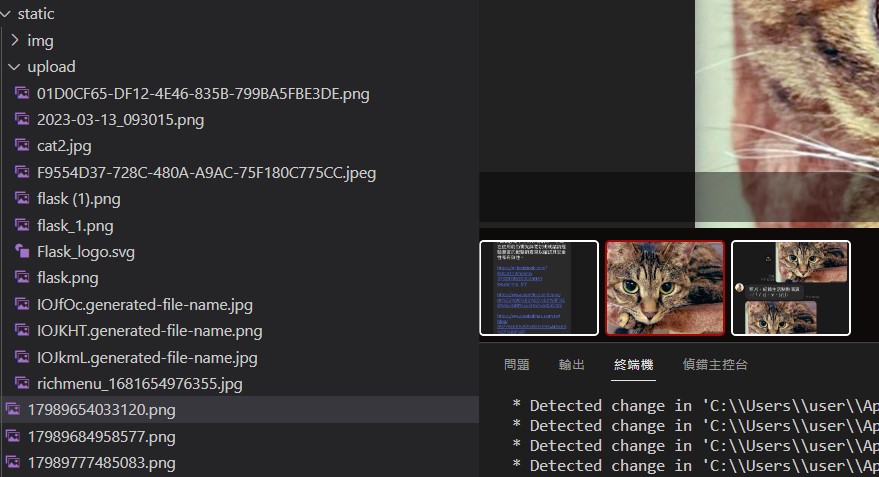 static
img
upload
01D0CF65-DF12-4E46-835B-799BA5FBE3DE.png
2023-03-13_093015.png
cat2.jpg
F9554D37-728C-480A-A9AC-75F180C775CC.jpeg
flask (1).png
flask_1.png
Flask_logo.svg
flask.png
IOJfOc.generated-file-name.jpg
IOJKHT.generated-file-name.png
IOJkmL.generated-file-name.jpg
richmenu_1681654976355.jpg
17989654033120.png
17989684958577.png
17989777485083.png
問題 輸出 終端機 偵錯主控台
* Detected change in 'C:\\Users\\user\\Ap
* Detected change in 'C:\\Users\\user\\Ap
* Detected change in 'C:\\Users\\user\\Ap
* Detected change in 'C:\\Users\\user\\Ap